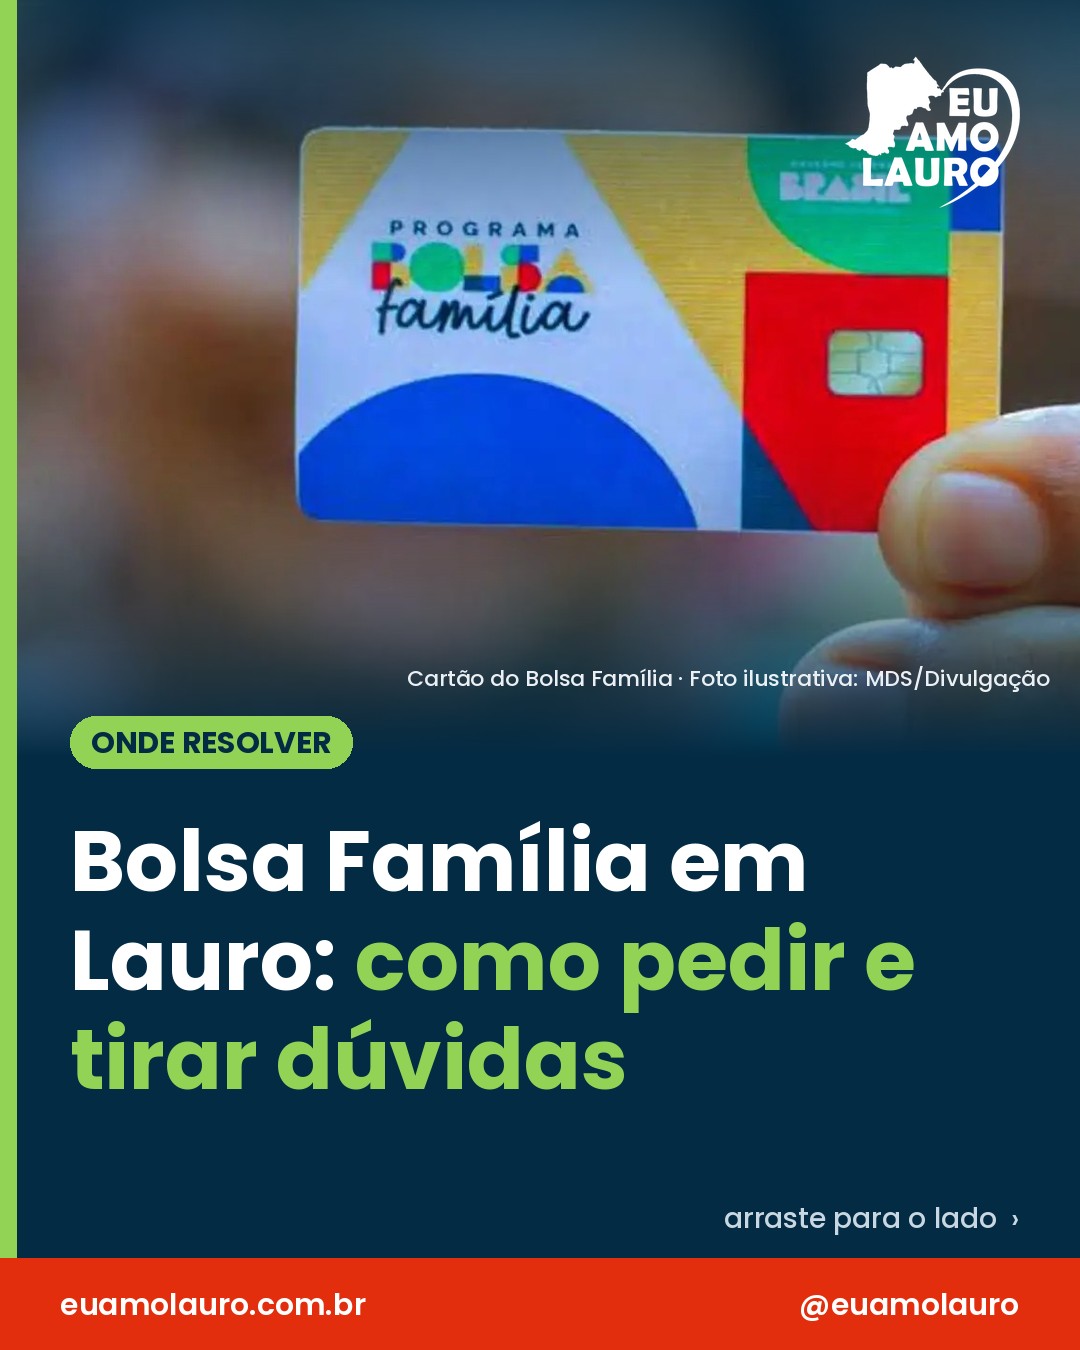 EU
AMO
LAURO
BRASIL
PROGRAMA
BOLSA
família
Cartão do Bolsa Família · Foto ilustrativa: MDS/Divulgação
ONDE RESOLVER
Bolsa Família em
Lauro: como pedir e
tirar dúvidas
arraste para o lado ›
euamolauro.com.br
@euamolauro